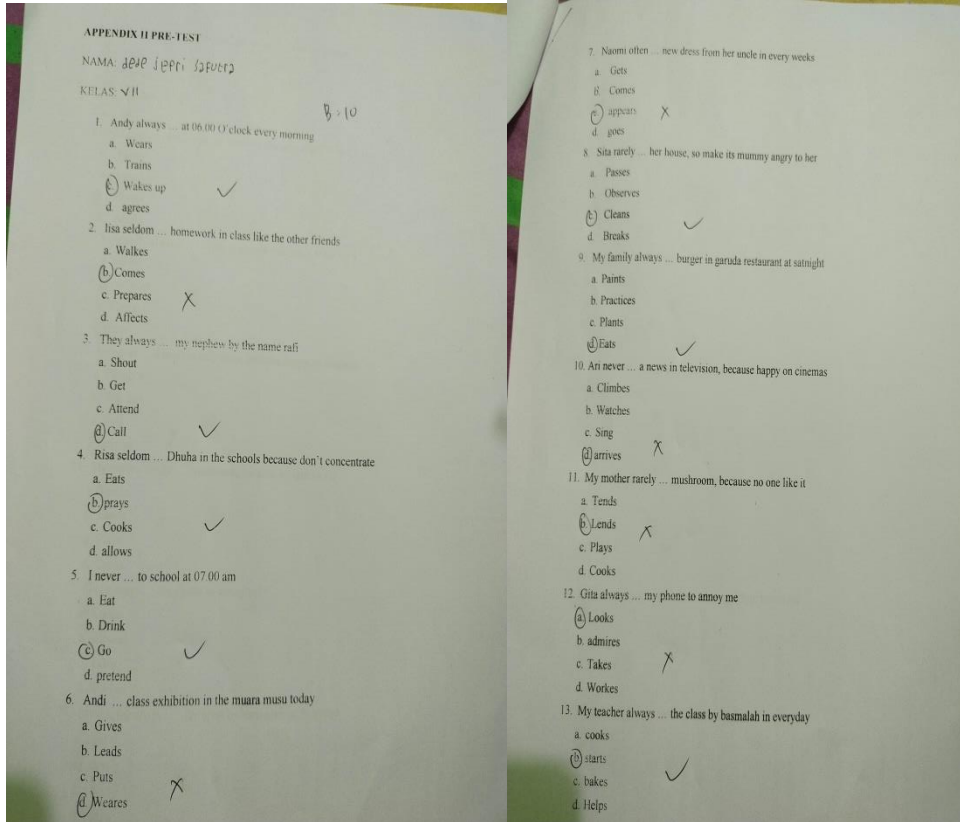 APPENDIX II PRE-TEST
NAMA: dede jepri saputra
KELAS: VII
B = 10
1. Andy always ... at 06.00 O'clock every morning
a. Wears
b. Trains
c. Wakes up
d. agrees
2. Iisa seldom ... homework in class like the other friends
a. Walkes
b. Comes
c. Prepares
d. Affects
3. They always ... my nephew by the name rafi
a. Shout
b. Get
c. Attend
d. Call
4. Risa seldom ... Dhuha in the schools because don't concentrate
a. Eats
b. prays
c. Cooks
d. allows
5. I never ... to school at 07.00 am
a. Eat
b. Drink
c. Go
d. pretend
6. Andi ... class exhibition in the muara musu today
a. Gives
b. Leads
c. Puts
d. Weares
7. Naomi often ... new dress from her uncle in every weeks
a. Gets
B. Comes
c. appears
d. goes
8. Sita rarely ... her house, so make its mummy angry to her
a. Passes
b. Observes
c. Cleans
d. Breaks
9. My family always ... burger in garuda restaurant at satnight
a. Paints
b. Practices
c. Plants
d. Eats
10. Ari never ... a news in television, because happy on cinemas
a. Climbes
b. Watches
c. Sing
d. arrives
11. My mother rarely ... mushroom, because no one like it
a. Tends
b. Lends
c. Plays
d. Cooks
12. Gita always ... my phone to annoy me
a. Looks
b. admires
c. Takes
d. Workes
13. My teacher always ... the class by basmalah in everyday
a. cooks
b. starts
c. bakes
d. Helps